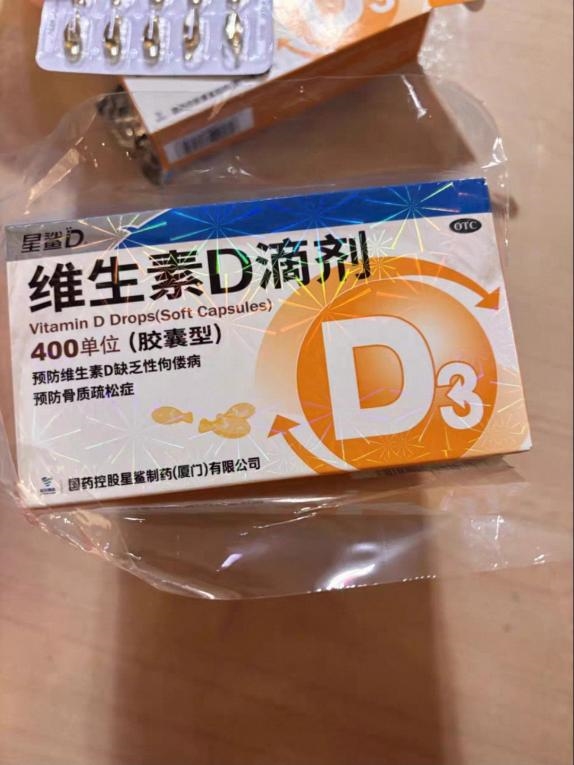 星鲨D
OTC
维生素D滴剂
Vitamin D Drops(Soft Capsules)
400单位(胶囊型)
预防维生素D缺乏性佝偻病
预防骨质疏松症
D3
国药控股星鲨制药(厦门)有限公司